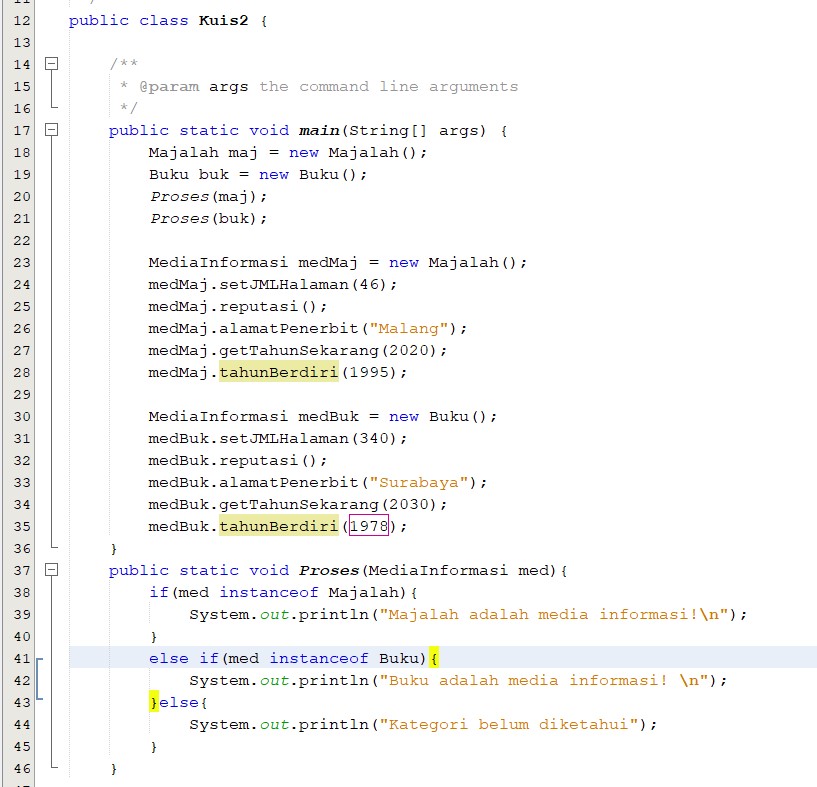 11     */
12 public class Kuis2 {
13
14     /**
15      * @param args the command line arguments
16      */
17     public static void main(String[] args) {
18         Majalah maj = new Majalah();
19         Buku buk = new Buku();
20         Proses(maj);
21         Proses(buk);
22
23         MediaInformasi medMaj = new Majalah();
24         medMaj.setJMLHalaman(46);
25         medMaj.reputasi();
26         medMaj.alamatPenerbit("Malang");
27         medMaj.getTahunSekarang(2020);
28         medMaj.tahunBerdiri(1995);
29
30         MediaInformasi medBuk = new Buku();
31         medBuk.setJMLHalaman(340);
32         medBuk.reputasi();
33         medBuk.alamatPenerbit("Surabaya");
34         medBuk.getTahunSekarang(2030);
35         medBuk.tahunBerdiri(1978);
36     }
37     public static void Proses(MediaInformasi med){
38         if(med instanceof Majalah){
39             System.out.println("Majalah adalah media informasi!\n");
40         }
41         else if(med instanceof Buku){
42             System.out.println("Buku adalah media informasi! \n");
43         }else{
44             System.out.println("Kategori belum diketahui");
45         }
46     }